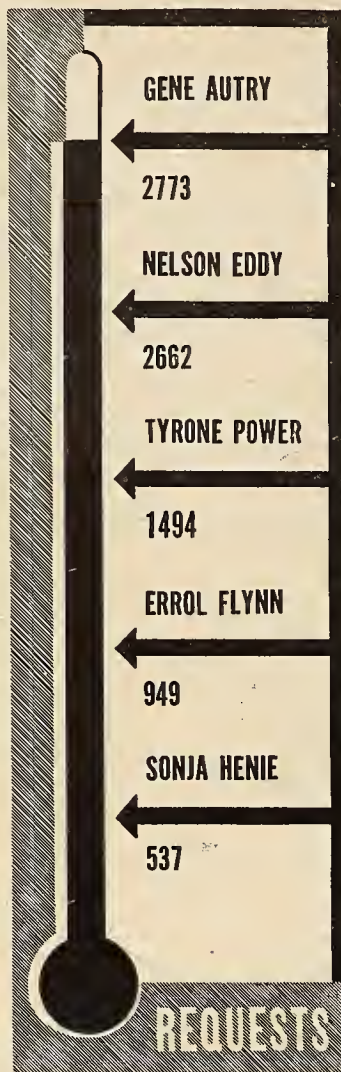 GENE AUTRY
2773
NELSON EDDY
2662
TYRONE POWER
1494
ERROL FLYNN
949
SONJA HENIE
537
REQUESTS